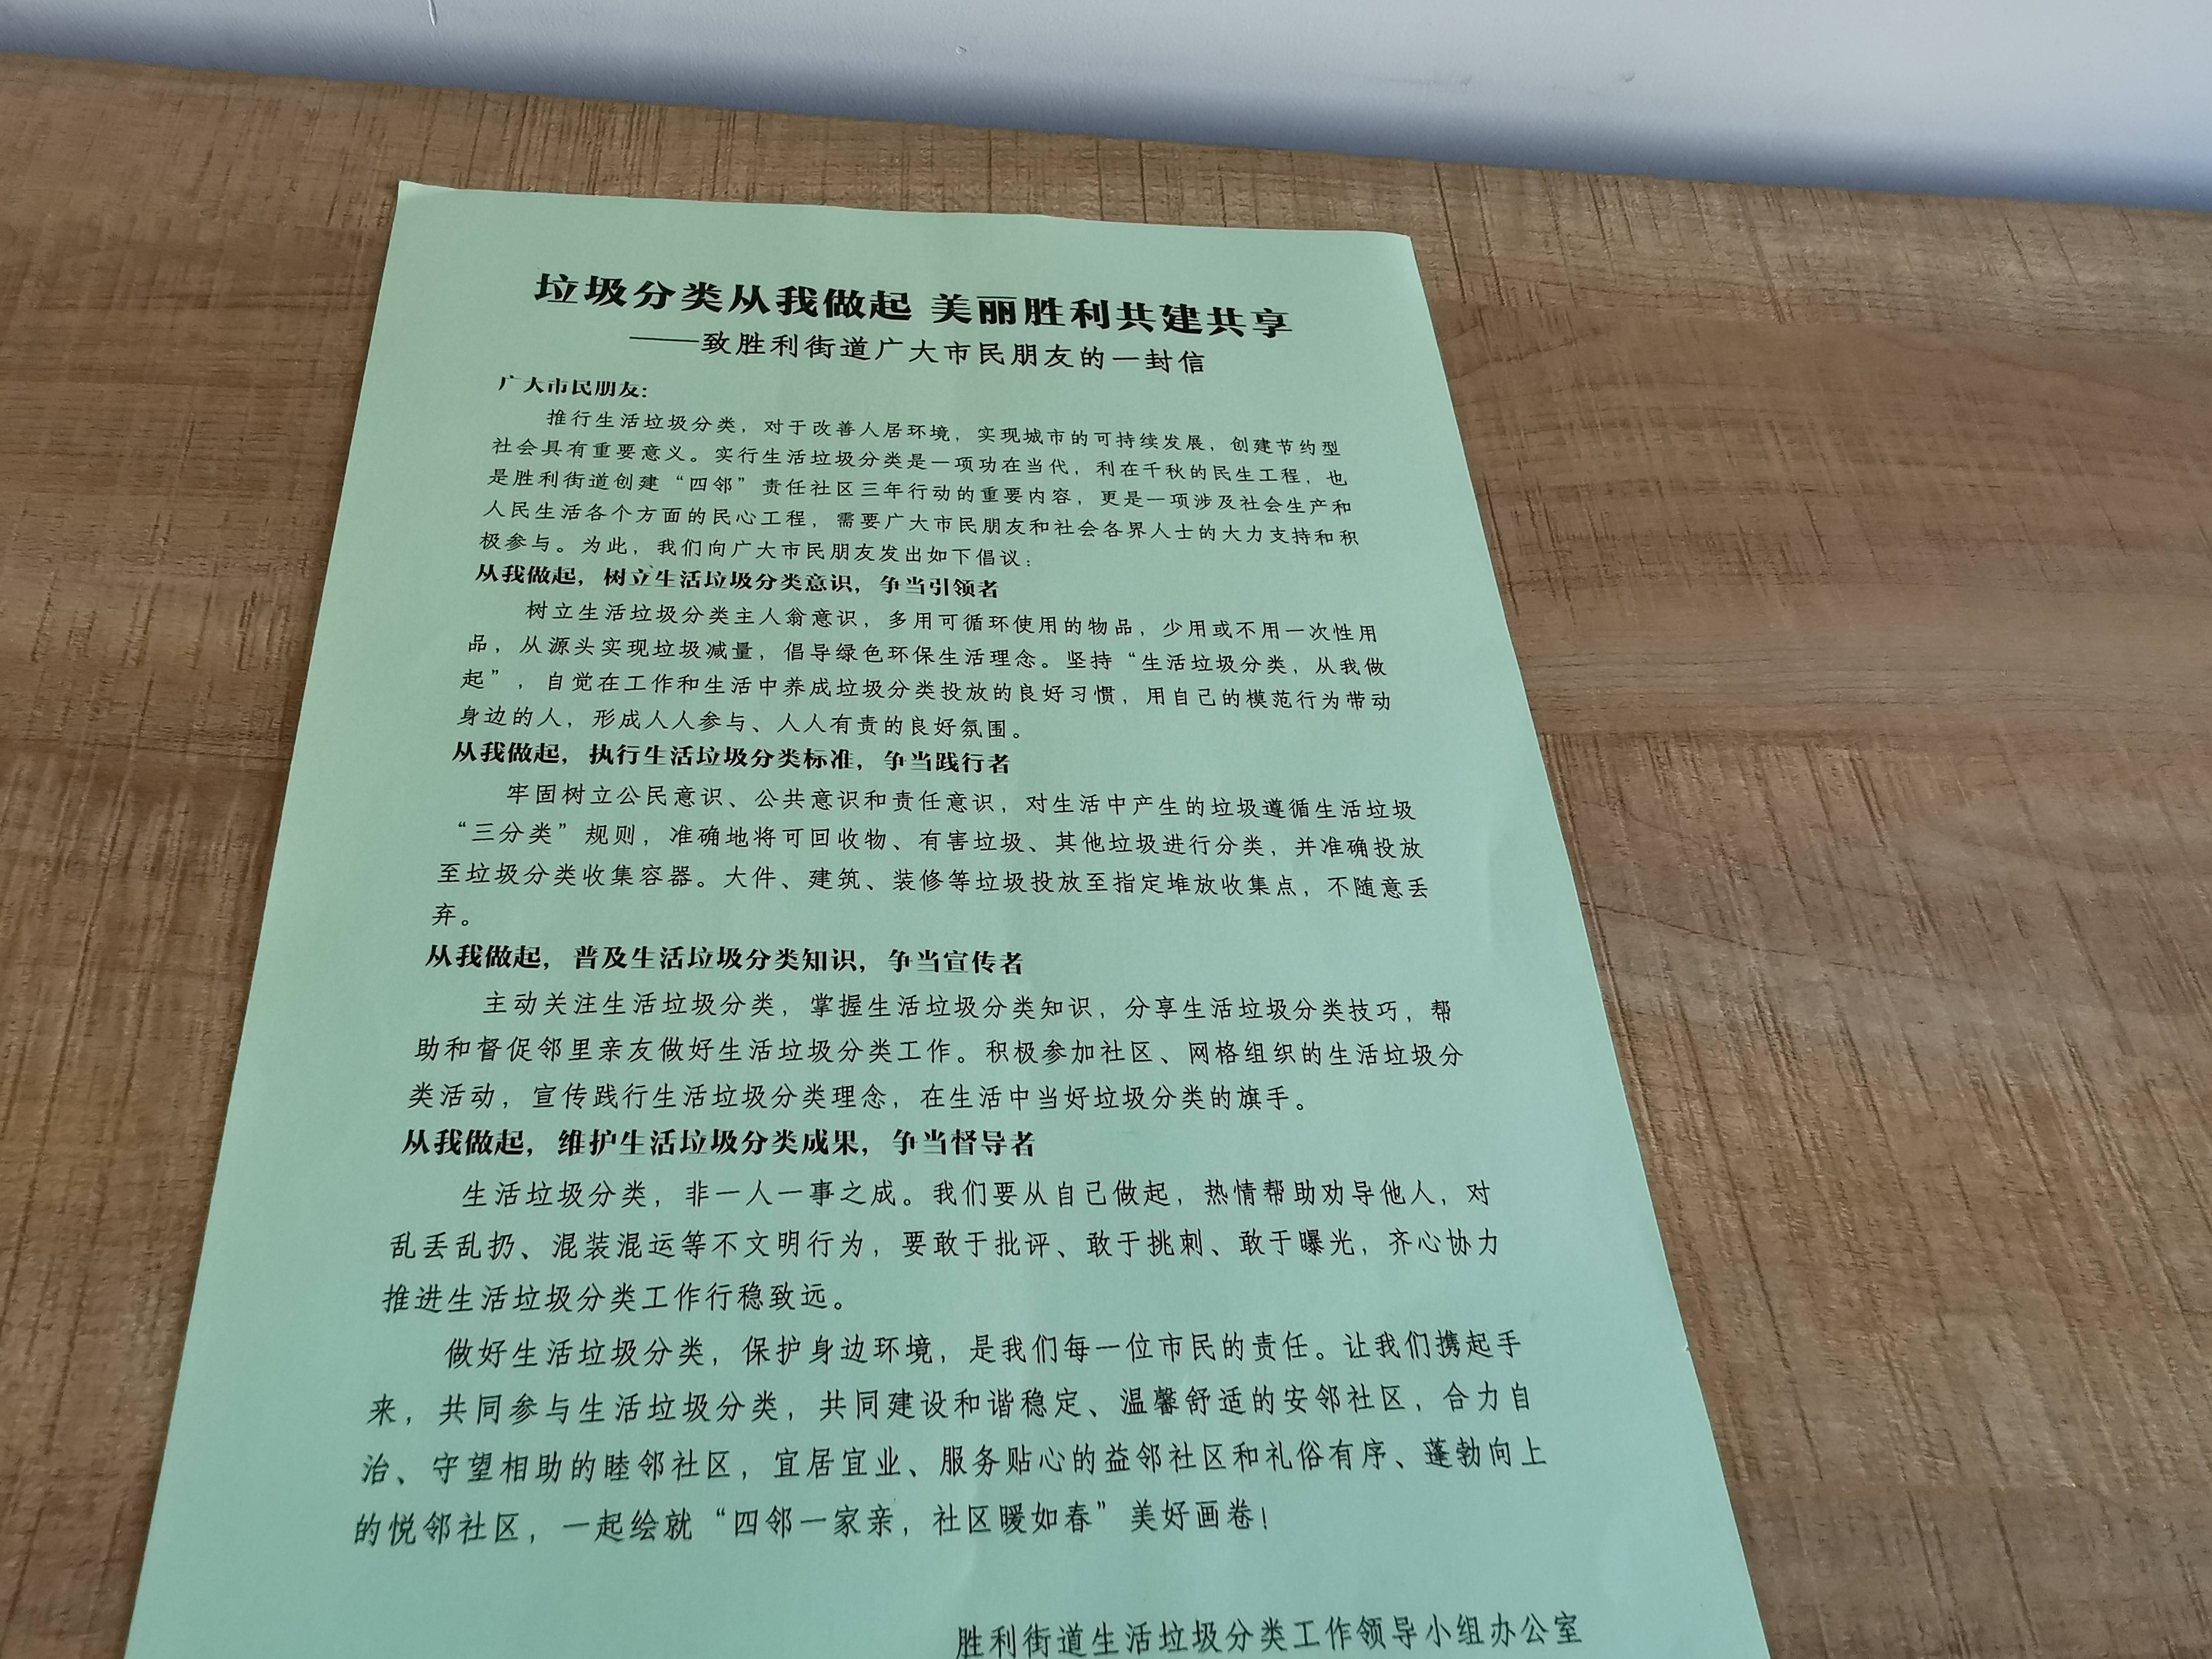 垃圾分类从我做起 美丽胜利共建共享
——致胜利街道广大市民朋友的一封信
广大市民朋友：
推行生活垃圾分类，对于改善人居环境，实现城市的可持续发展，创建节约型
社会具有重要意义。实行生活垃圾分类是一项功在当代，利在千秋的民生工程，也
是胜利街道创建“四邻”责任社区三年行动的重要内容，更是一项涉及社会生产和
人民生活各个方面的民心工程，需要广大市民朋友和社会各界人士的大力支持和积
极参与。为此，我们向广大市民朋友发出如下倡议：
从我做起，树立生活垃圾分类意识，争当引领者
树立生活垃圾分类主人翁意识，多用可循环使用的物品，少用或不用一次性用
品，从源头实现垃圾减量，倡导绿色环保生活理念。坚持“生活垃圾分类，从我做
起”，自觉在工作和生活中养成垃圾分类投放的良好习惯，用自己的模范行为带动
身边的人，形成人人参与、人人有责的良好氛围。
从我做起，执行生活垃圾分类标准，争当践行者
牢固树立公民意识、公共意识和责任意识，对生活中产生的垃圾遵循生活垃圾
“三分类”规则，准确地将可回收物、有害垃圾、其他垃圾进行分类，并准确投放
至垃圾分类收集容器。大件、建筑、装修等垃圾投放至指定堆放收集点，不随意丢
弃。
从我做起，普及生活垃圾分类知识，争当宣传者
主动关注生活垃圾分类，掌握生活垃圾分类知识，分享生活垃圾分类技巧，帮
助和督促邻里亲友做好生活垃圾分类工作。积极参加社区、网格组织的生活垃圾分
类活动，宣传践行生活垃圾分类理念，在生活中当好垃圾分类的旗手。
从我做起，维护生活垃圾分类成果，争当督导者
生活垃圾分类，非一人一事之成。我们要从自己做起，热情帮助劝导他人，对
乱丢乱扔、混装混运等不文明行为，要敢于批评、敢于挑刺、敢于曝光，齐心协力
推进生活垃圾分类工作行稳致远。
做好生活垃圾分类，保护身边环境，是我们每一位市民的责任。让我们携起手
来，共同参与生活垃圾分类，共同建设和谐稳定、温馨舒适的安邻社区，合力自
治、守望相助的睦邻社区，宜居宜业、服务贴心的益邻社区和礼俗有序、蓬勃向上
的悦邻社区，一起绘就“四邻一家亲，社区暖如春”美好画卷！
胜利街道生活垃圾分类工作领导小组办公室